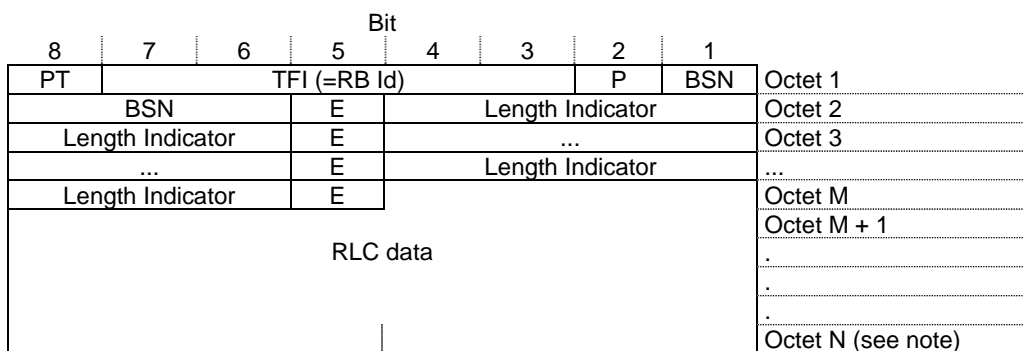 Bit
8 7 6 5 4 3 2 1
PT TFI (=RB Id) P BSN Octet 1
BSN E Length Indicator Octet 2
Length Indicator E ... Octet 3
... E Length Indicator ...
Length Indicator E Octet M
Octet M + 1
RLC data .
.
.
Octet N (see note)